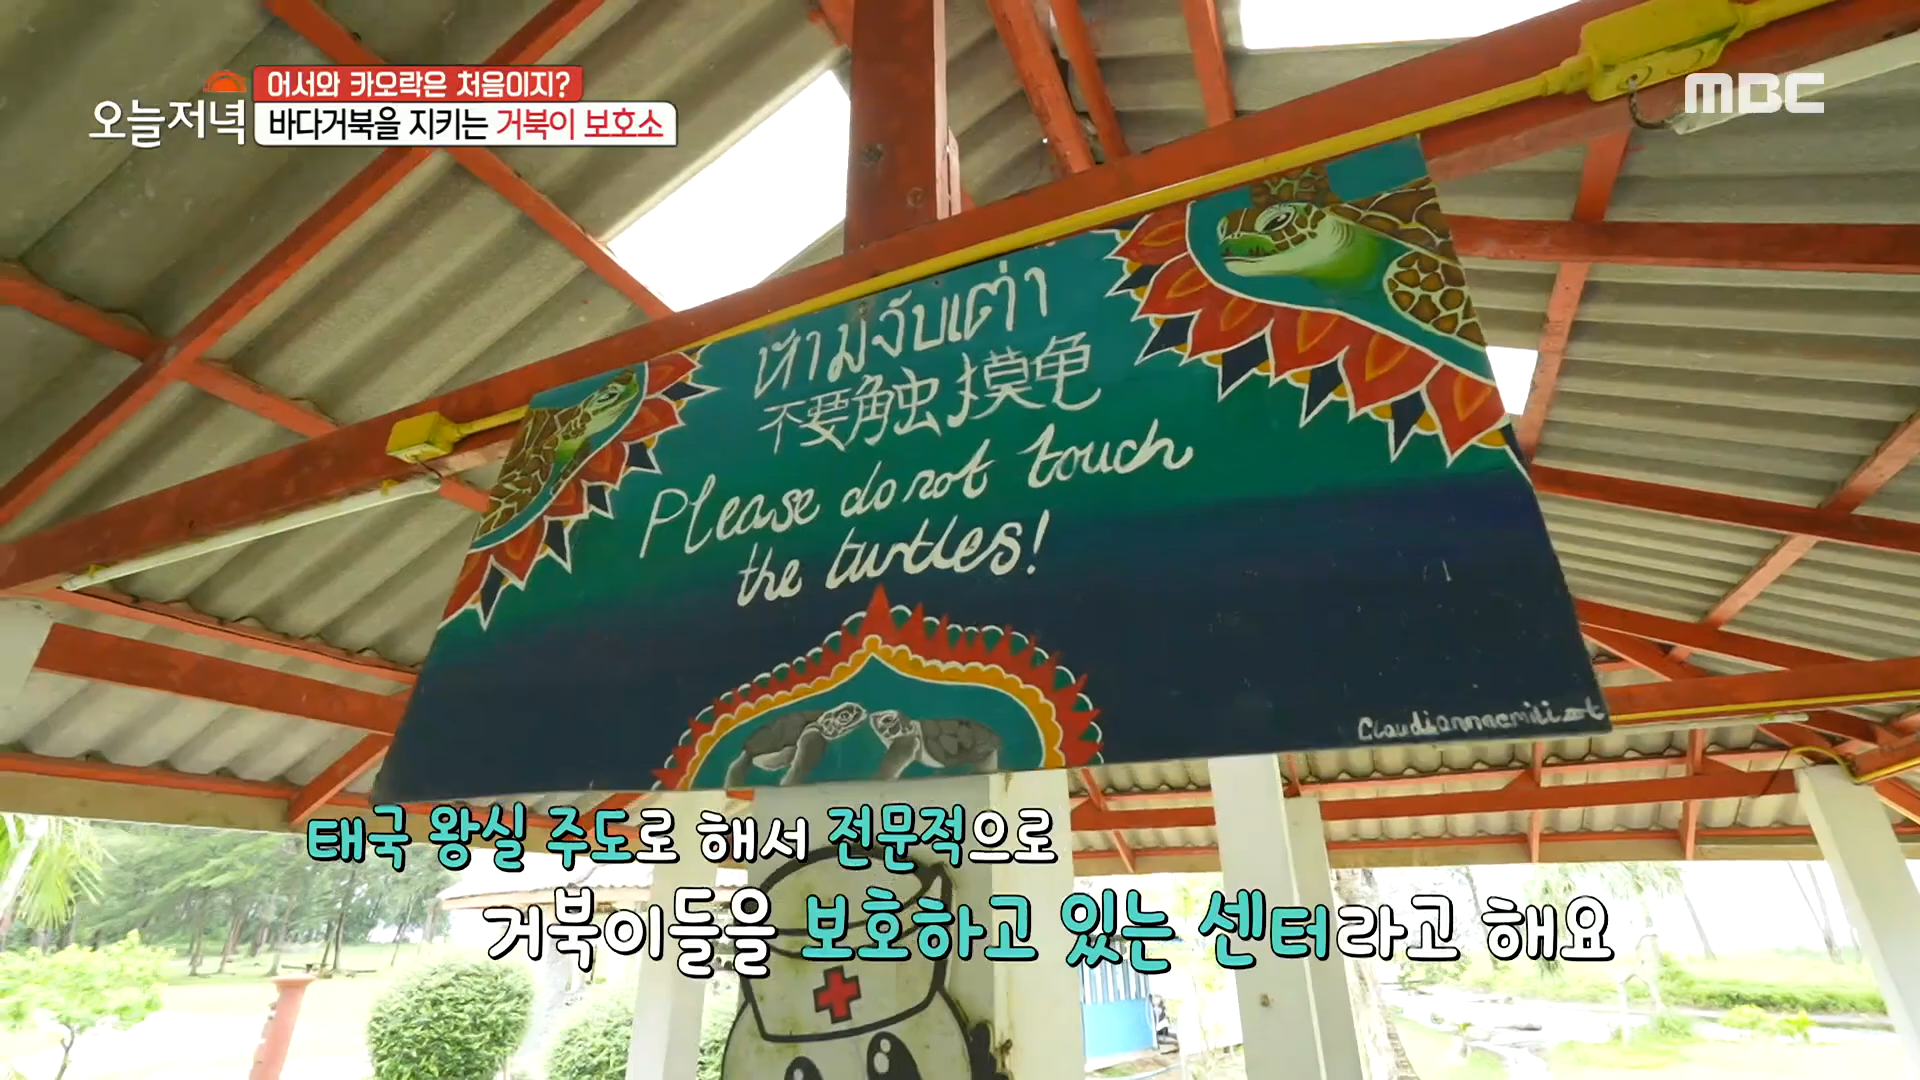 어서와 카오락은 처음이지?
오늘저녁
바다거북을 지키는 거북이 보호소
MBC
ห้ามจับเต่า
不要触摸龟
Please do not touch
the turtles!
태국 왕실 주도로 해서 전문적으로
거북이들을 보호하고 있는 센터라고 해요